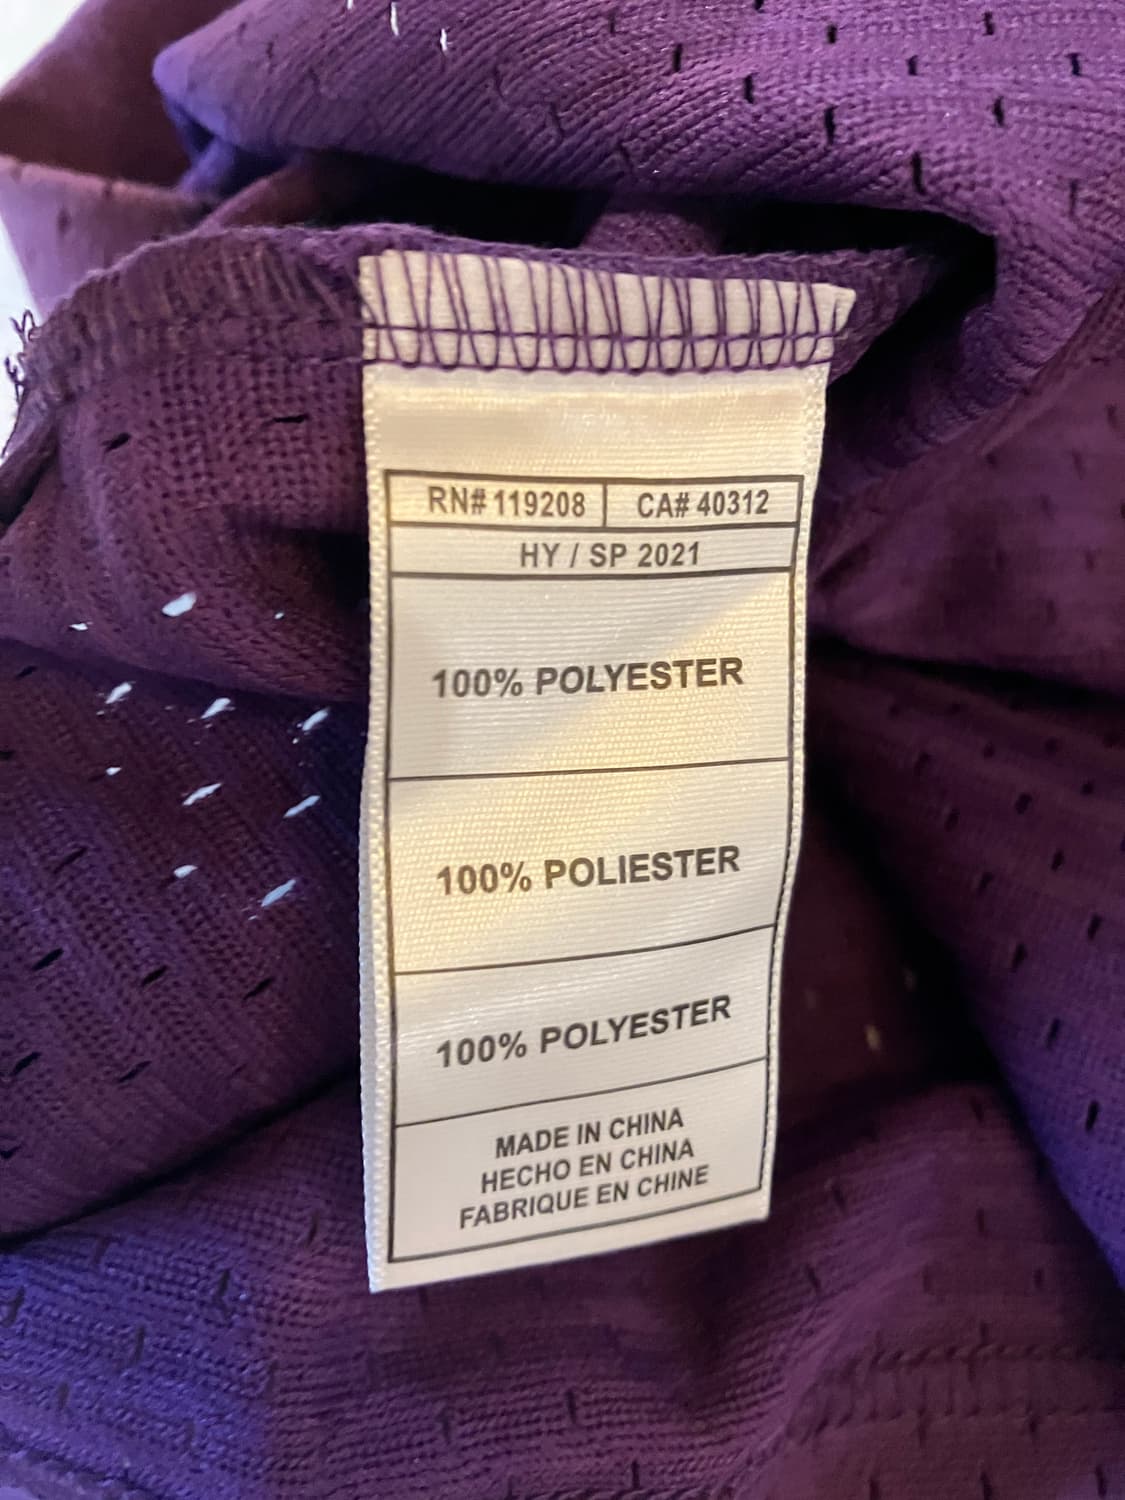 RN# 119208 CA# 40312
HY / SP 2021
100% POLYESTER
100% POLIESTER
100% POLYESTER
MADE IN CHINA
HECHO EN CHINA
FABRIQUE EN CHINE